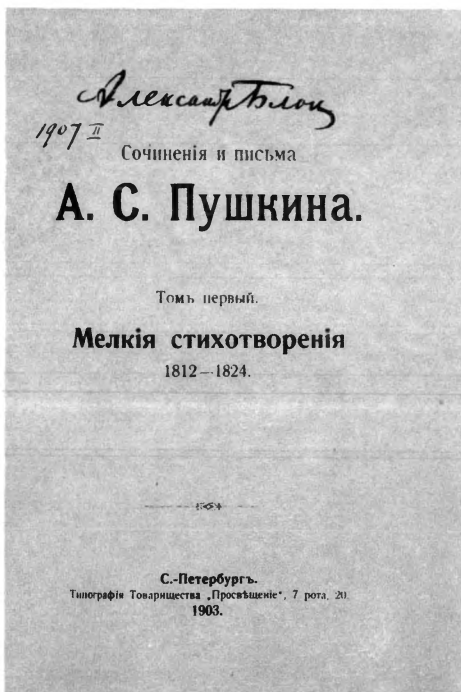 Александр Блок
1907 II
Сочиненія и письма
А. С. Пушкина.
Томъ первый.
Мелкія стихотворенія
1812—1824.
С.-Петербургъ.
Типографія Товарищества „Просвѣщеніе“, 7 рота, 20.
1903.